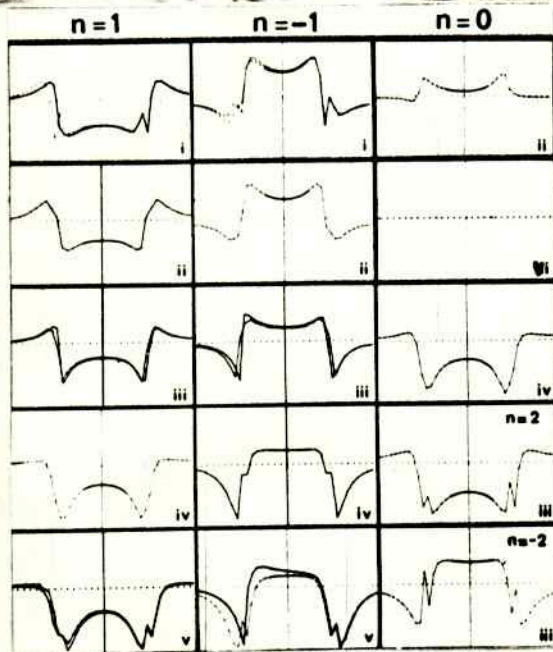 n = 1 n = -1 n = 0
i i ii
ii ii
iii iii iv
n = 2
iv iv iii
n = -2
v v iii